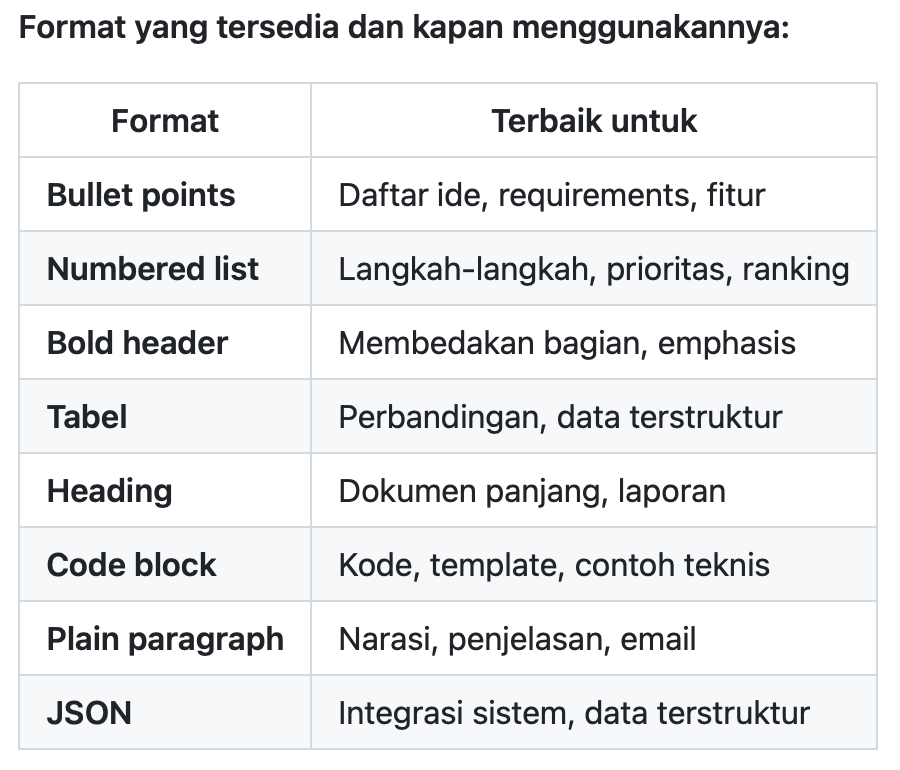 Format yang tersedia dan kapan menggunakannya:
Format Terbaik untuk
Bullet points Daftar ide, requirements, fitur
Numbered list Langkah-langkah, prioritas, ranking
Bold header Membedakan bagian, emphasis
Tabel Perbandingan, data terstruktur
Heading Dokumen panjang, laporan
Code block Kode, template, contoh teknis
Plain paragraph Narasi, penjelasan, email
JSON Integrasi sistem, data terstruktur